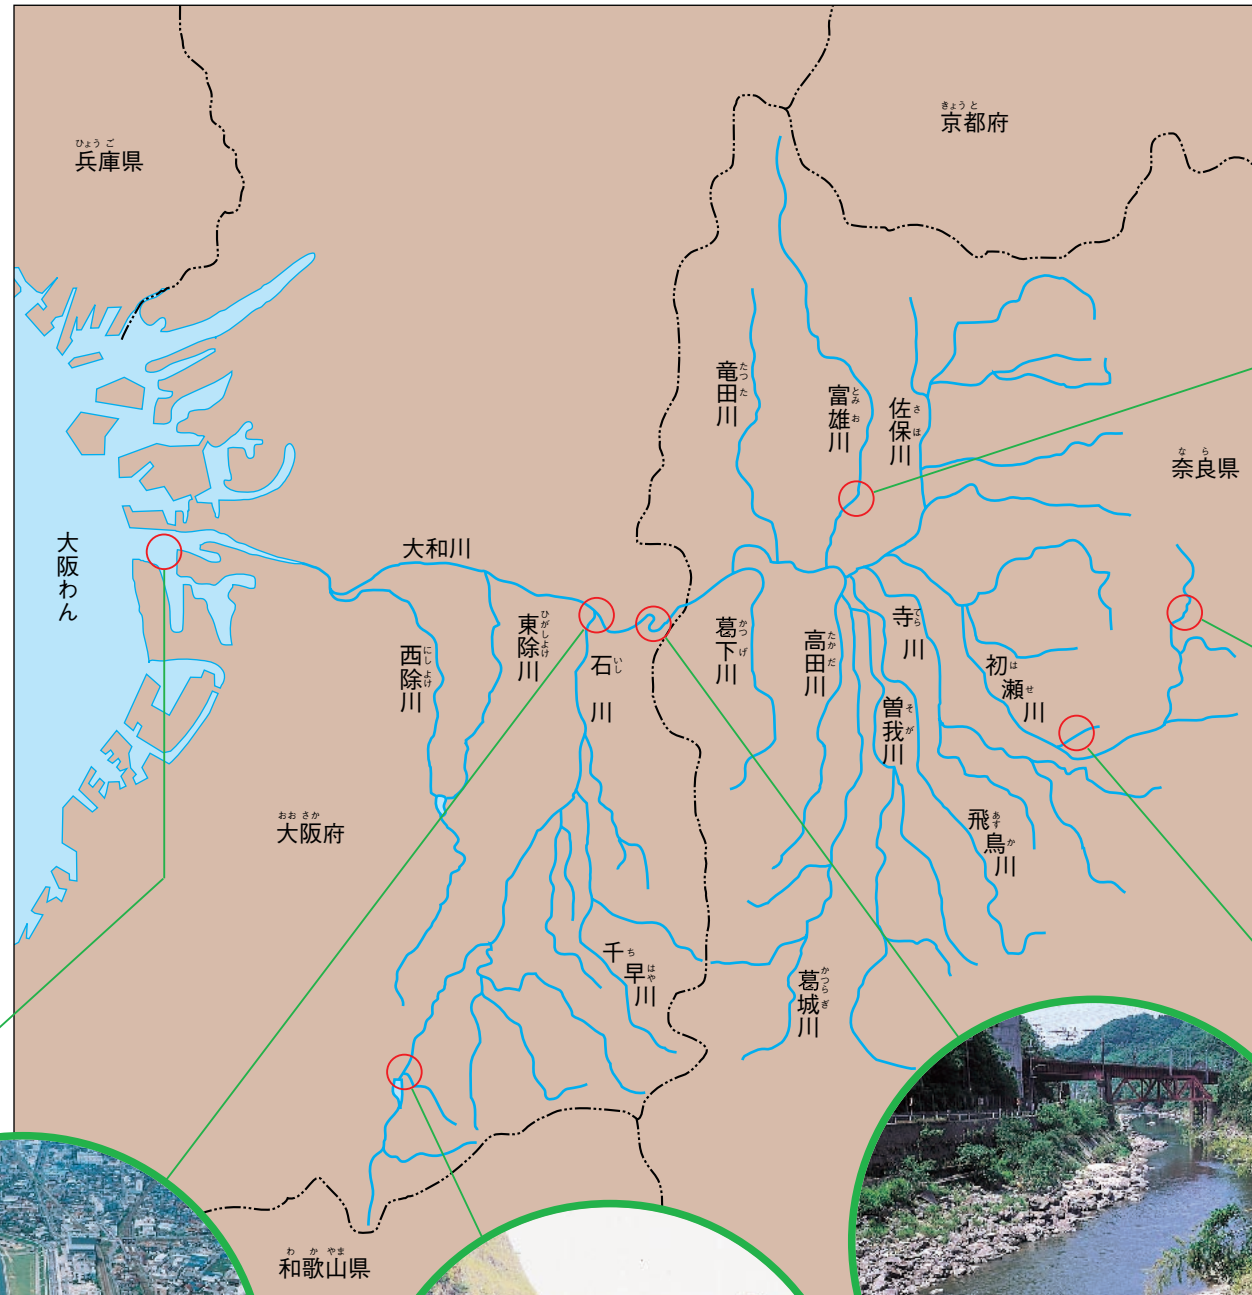 ひょうご
兵庫県
きょうと
京都府
なら
奈良県
たつた
竜田川
とみお
富雄川
さほ
佐保川
大阪わん
大和川
ひがしよけ
東除川
にしよけ
西除川
いし
石川
かつげ
葛下川
たかだ
高田川
てら
寺川
はせ
初瀬川
そが
曽我川
あすか
飛鳥川
おおさか
大阪府
ちはや
千早川
かつらぎ
葛城川
わかやま
和歌山県